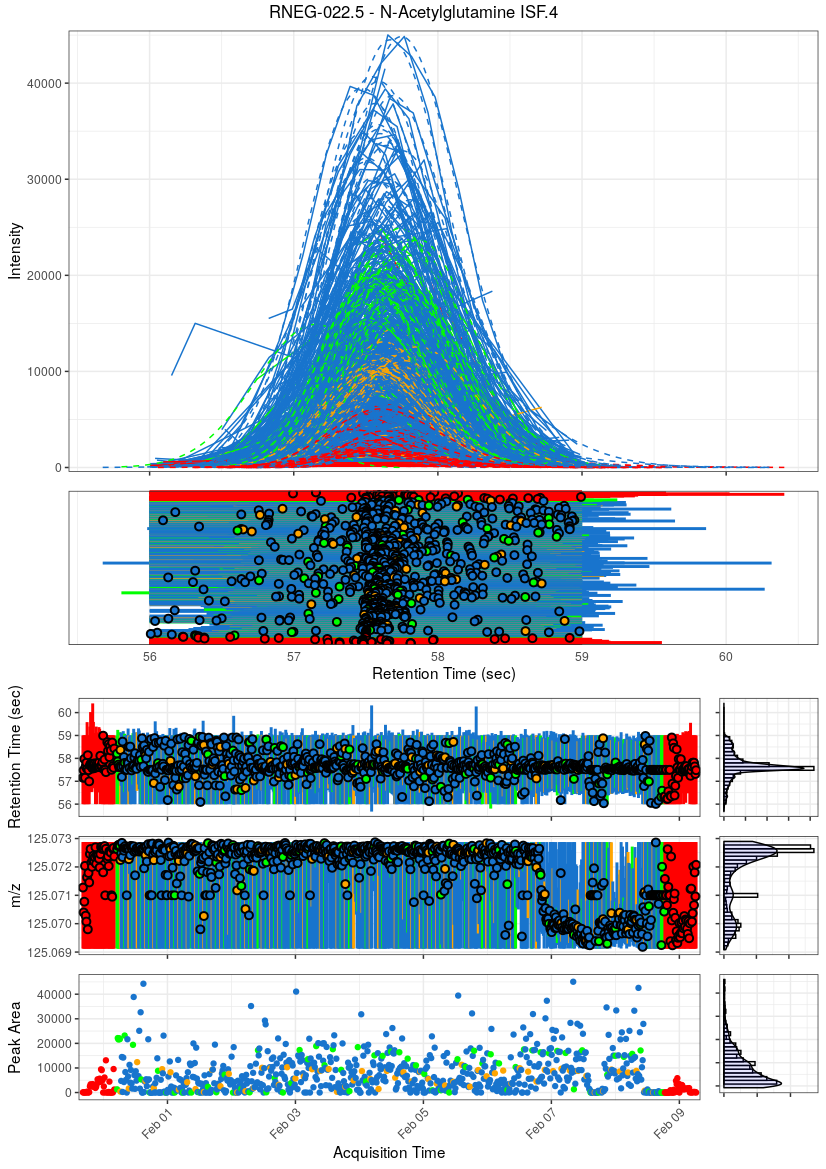 RNEG-022.5 - N-Acetylglutamine ISF.4
Intensity
40000
30000
20000
10000
0
56
57
58
59
60
Retention Time (sec)
Retention Time (sec)
60
59
58
57
56
m/z
125.073
125.072
125.071
125.070
125.069
Peak Area
40000
30000
20000
10000
0
Feb 01
Feb 03
Feb 05
Feb 07
Feb 09
Acquisition Time